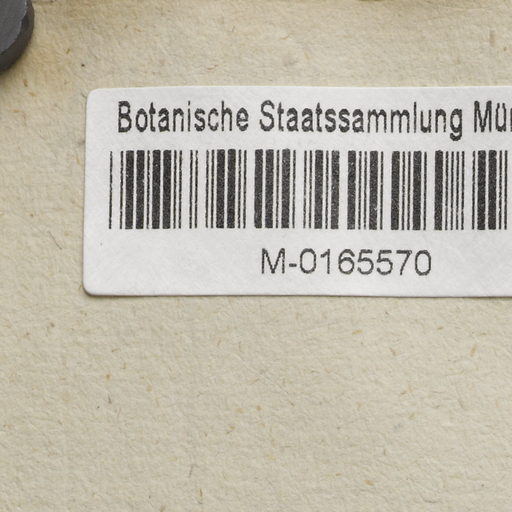 Botanische Staatssammlung Mün
M-0165570